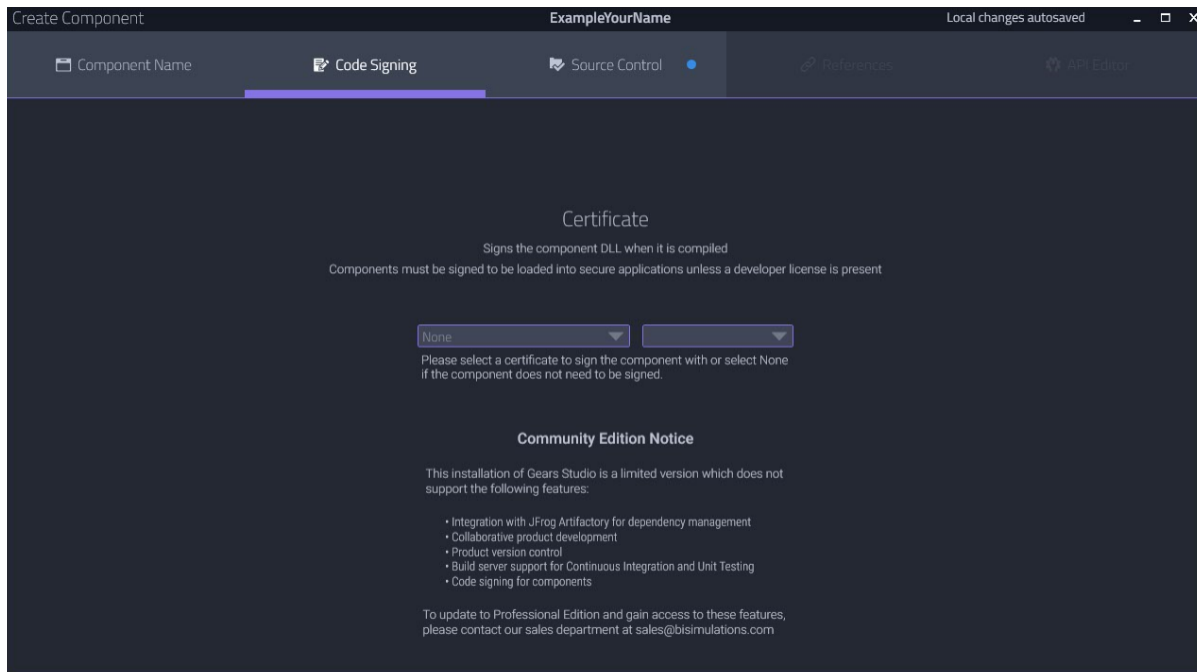 Create Component
ExampleYourName
Local changes autosaved
Component Name
Code Signing
Source Control
References
API Editor
Certificate
Signs the component DLL when it is compiled
Components must be signed to be loaded into secure applications unless a developer license is present
None
Please select a certificate to sign the component with or select None
if the component does not need to be signed.
Community Edition Notice
This installation of Gears Studio is a limited version which does not
support the following features:
• Integration with JFrog Artifactory for dependency management
• Collaborative product development
• Product version control
• Build server support for Continuous Integration and Unit Testing
• Code signing for components
To update to Professional Edition and gain access to these features,
please contact our sales department at sales@bisimulations.com